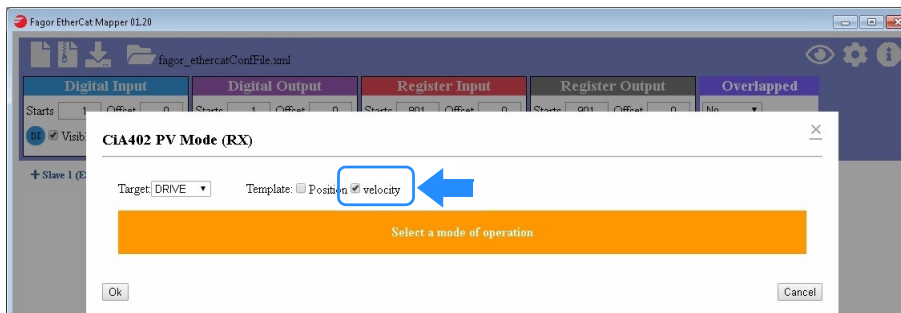 Fagor EtherCat Mapper 01.20
fagor_ethercatConfFile.xml
Digital Input Digital Output Register Input Register Output Overlapped
Starts 1 Offset 0 Starts 1 Offset 0 Starts 801 Offset 0 Starts 901 Offset 0 No
DI
CiA402 PV Mode (RX)
X
+ Slave 1
Target: DRIVE Template: Position velocity
Select a mode of operation
Ok Cancel